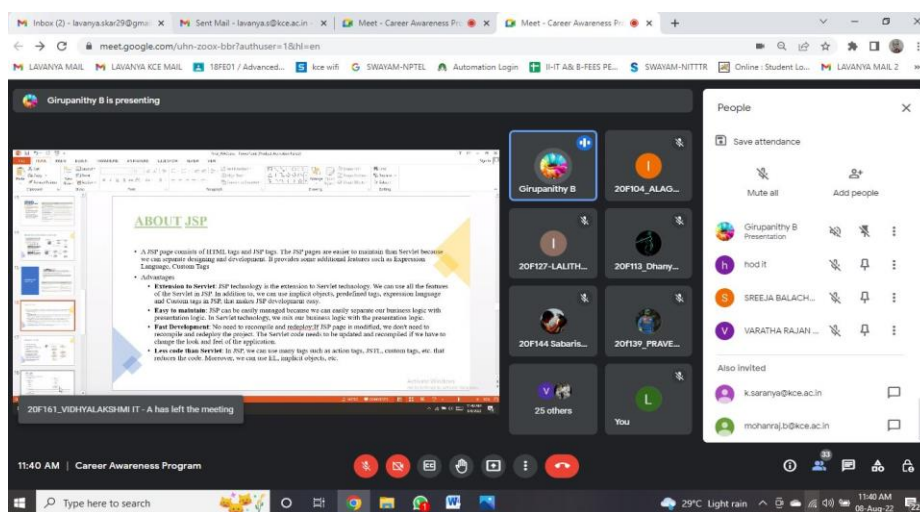 Inbox (2) - lavanya.skar29@gmai
Sent Mail - lavanya.s@kce.ac.in -
Meet - Career Awareness Pro
Meet - Career Awareness Pr
meet.google.com/uhn-zoox-bbr?authuser=1&hl=en
LAVANYA MAIL
LAVANYA KCE MAIL
18FE01 / Advanced...
kce wifi
SWAYAM-NPTEL
Automation Login
II-IT A& B-FEES PE...
SWAYAM-NITTTR
Online : Student Lo...
LAVANYA MAIL 2
Girupanithy B is presenting
ABOUT JSP
• A JSP page consists of HTML tags and JSP tags. The JSP pages are easier to maintain than Servlet because
we can separate designing and development. It provides some additional features such as Expression
Language, Custom Tags
• Advantages
• Extension to Servlet: JSP technology is the extension to Servlet technology. We can use all the features
of the Servlet in JSP. In addition to, we can use implicit objects, predefined tags, expression language
and Custom tags in JSP, that makes JSP development easy.
• Easy to maintain: JSP can be easily managed because we can easily separate our business logic with
presentation logic. In Servlet technology, we mix our business logic with the presentation logic.
• Fast Development: No need to recompile and redeploy:If JSP page is modified, we don't need to
recompile and redeploy the project. The Servlet code needs to be updated and recompiled if we have to
change the look and feel of the application.
• Less code than Servlet: In JSP, we can use many tags such as action tags, JSTL, custom tags, etc. that
reduces the code. Moreover, we can use EL, implicit objects, etc.
Activate Windows
20F161_VIDHYALAKSHMI IT - A has left the meeting
Girupanithy B
20F104_ALAG...
20F127-LALITH...
20F113_Dhany...
20F144 Sabaris...
20f139_PRAVE...
25 others
You
People
Save attendance
Mute all
Add people
Girupanithy B
Presentation
hod it
SREEJA BALACH...
VARATHA RAJAN ...
Also invited
k.saranya@kce.ac.in
mohanraj.b@kce.ac.in
11:40 AM | Career Awareness Program
33
Type here to search
29°C Light rain
11:40 AM
08-Aug-22